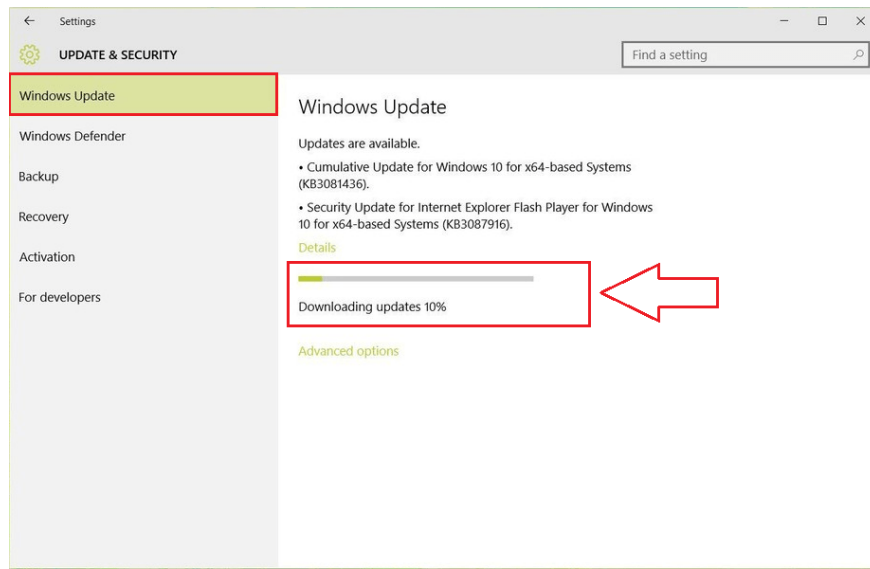 Settings
UPDATE & SECURITY
Find a setting
Windows Update
Windows Defender
Backup
Recovery
Activation
For developers
Windows Update
Updates are available.
• Cumulative Update for Windows 10 for x64-based Systems
(KB3081436).
• Security Update for Internet Explorer Flash Player for Windows
10 for x64-based Systems (KB3087916).
Details
Downloading updates 10%
Advanced options